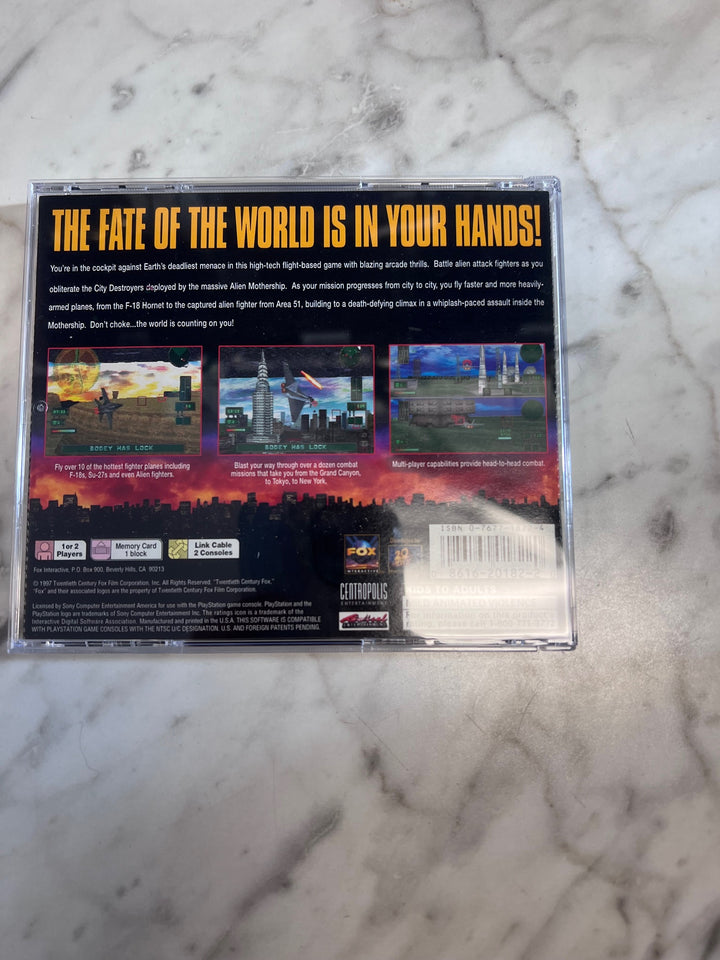 THE FATE OF THE WORLD IS IN YOUR HANDS!
You're in the cockpit against Earth's deadliest menace in this high-tech flight-based game with blazing arcade thrills. Battle alien attack fighters as you
obliterate the City Destroyers deployed by the massive Alien Mothership. As your mission progresses from city to city, you fly faster and more heavily-
armed planes, from the F-18 Hornet to the captured alien fighter from Area 51, building to a death-defying climax in a whiplash-paced assault inside the
Mothership. Don't choke...the world is counting on you!
BOGEY HAS LOCK
BOGEY HAS LOCK
Fly over 10 of the hottest fighter planes including
F-18s, Su-27s and even Alien fighters.
Blast your way through over a dozen combat
missions that take you from the Grand Canyon,
to Tokyo, to New York.
Multi-player capabilities provide head-to-head combat.
1 or 2
Players
Memory Card
1 block
Link Cable
2 Consoles
FOX
INTERACTIVE
CENTROPOLIS
ENTERTAINMENT
ISBN
KIDS TO ADULTS
Fox Interactive, P.O. Box 900, Beverly Hills, CA 90213
© 1997 Twentieth Century Fox Film Corporation. Inc. All Rights Reserved. "Twentieth Century Fox,"
"Fox" and their associated logos are the property of Twentieth Century Fox Film Corporation.
Licensed by Sony Computer Entertainment America for use with the PlayStation game console. PlayStation and the
PlayStation logo are trademarks of Sony Computer Entertainment Inc. The ratings icon is a trademark of the
Interactive Digital Software Association. Manufactured and printed in the U.S.A. THIS SOFTWARE IS COMPATIBLE
WITH PLAYSTATION GAME CONSOLES WITH THE NTSC U/C DESIGNATION. U.S. AND FOREIGN PATENTS PENDING.